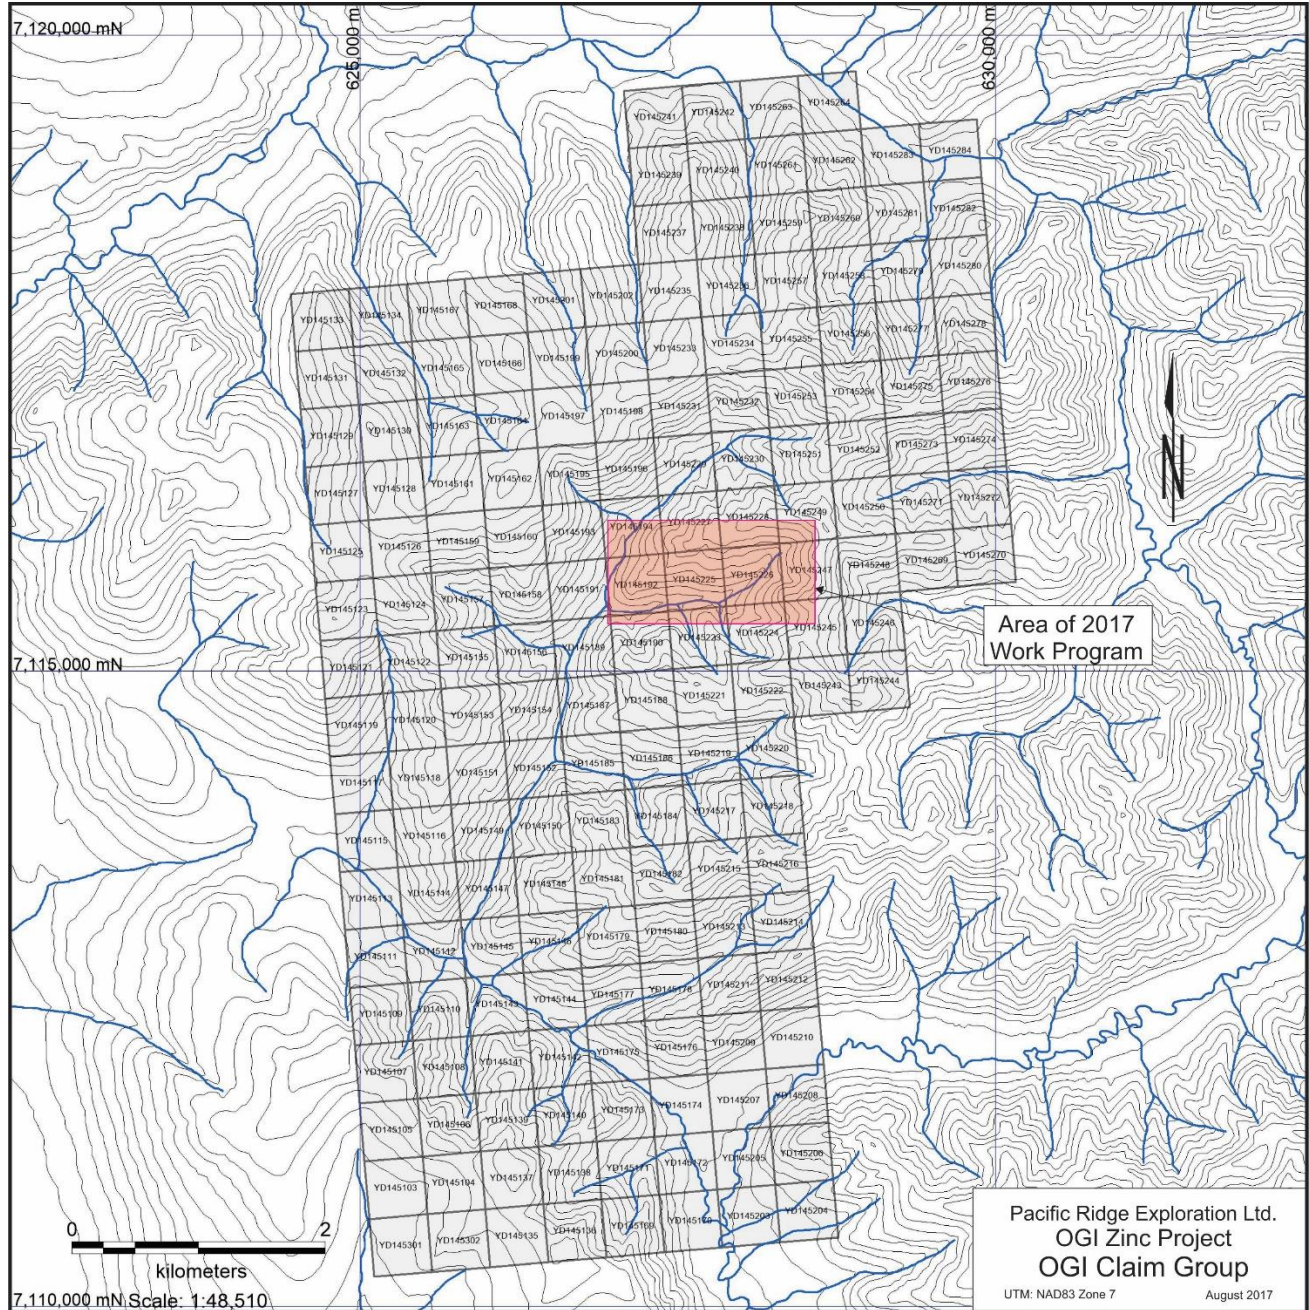 7,120,000 mN
625,000 m
630,000 m
YD145241
YD145242
YD145263
YD145264
YD145239
YD145240
YD145261
YD145262
YD145283
YD145284
YD145237
YD145238
YD145259
YD145260
YD145281
YD145282
YD145133
YD145134
YD145167
YD145168
YD145201
YD145202
YD145235
YD145236
YD145257
YD145258
YD145279
YD145280
YD145131
YD145132
YD145165
YD145166
YD145199
YD145200
YD145233
YD145234
YD145255
YD145256
YD145277
YD145278
YD145129
YD145130
YD145163
YD145164
YD145197
YD145198
YD145231
YD145232
YD145253
YD145254
YD145275
YD145276
YD145127
YD145128
YD145161
YD145162
YD145195
YD145196
YD145229
YD145230
YD145251
YD145252
YD145273
YD145274
N
YD145125
YD145126
YD145159
YD145160
YD145193
YD145194
YD145227
YD145228
YD145249
YD145250
YD145271
YD145272
YD145123
YD145124
YD145157
YD145158
YD145191
YD145192
YD145225
YD145226
YD145247
YD145248
YD145269
YD145270
Area of 2017
Work Program
7,115,000 mN
YD145121
YD145122
YD145155
YD145156
YD145189
YD145190
YD145223
YD145224
YD145245
YD145246
YD145119
YD145120
YD145153
YD145154
YD145187
YD145188
YD145221
YD145222
YD145243
YD145244
YD145117
YD145118
YD145151
YD145152
YD145185
YD145186
YD145219
YD145220
YD145115
YD145116
YD145149
YD145150
YD145183
YD145184
YD145217
YD145218
YD145113
YD145114
YD145147
YD145148
YD145181
YD145182
YD145215
YD145216
YD145111
YD145112
YD145145
YD145146
YD145179
YD145180
YD145213
YD145214
YD145109
YD145110
YD145143
YD145144
YD145177
YD145178
YD145211
YD145212
YD145107
YD145108
YD145141
YD145142
YD145175
YD145176
YD145209
YD145210
YD145105
YD145106
YD145139
YD145140
YD145173
YD145174
YD145207
YD145208
YD145103
YD145104
YD145137
YD145138
YD145171
YD145172
YD145205
YD145206
YD145301
YD145302
YD145135
YD145136
YD145169
YD145170
YD145203
YD145204
0 2
kilometers
7,110,000 mN Scale: 1:48,510
Pacific Ridge Exploration Ltd.
OGI Zinc Project
OGI Claim Group
UTM: NAD83 Zone 7 August 2017